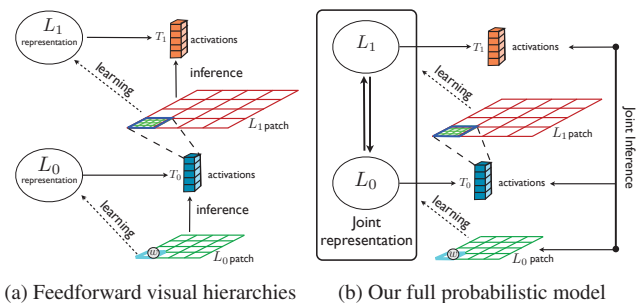 L₁
representation
T₁
activations
learning
inference
L₁ patch
L₀
representation
T₀
activations
learning
inference
w
L₀ patch
(a) Feedforward visual hierarchies
L₁
T₁
activations
learning
L₁ patch
L₀
T₀
activations
Joint
representation
learning
w
L₀ patch
Joint Inference
(b) Our full probabilistic model